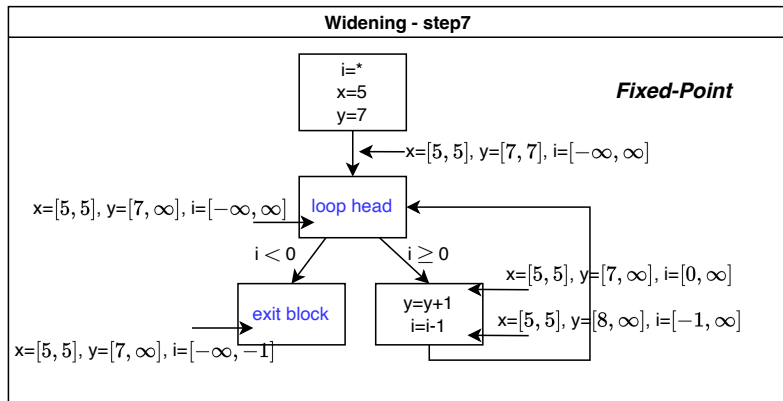 Widening - step7
i=*
x=5
y=7
Fixed-Point
x=[5, 5], y=[7, 7], i=[−∞, ∞]
x=[5, 5], y=[7, ∞], i=[−∞, ∞]
loop head
i < 0
i ≥ 0
x=[5, 5], y=[7, ∞], i=[0, ∞]
exit block
y=y+1
i=i-1
x=[5, 5], y=[8, ∞], i=[−1, ∞]
x=[5, 5], y=[7, ∞], i=[−∞, −1]